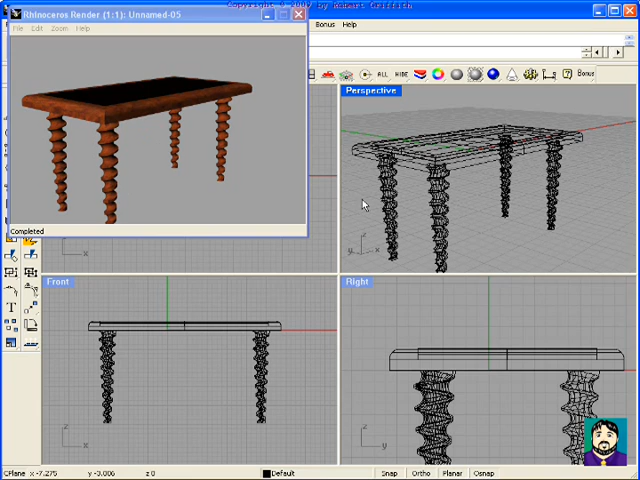 Copyright © 2007 by Robert Griffith
Rhinoceros Render (1:1): Unnamed-05
File Edit Zoom Help
Bonus Help
ALL HIDE Bonus
Perspective
z
y x
Completed
x
Front
Right
z
x
z
y
T
CPlane x -7.275 y -3.006 z 0 Default Snap Ortho Planar Osnap